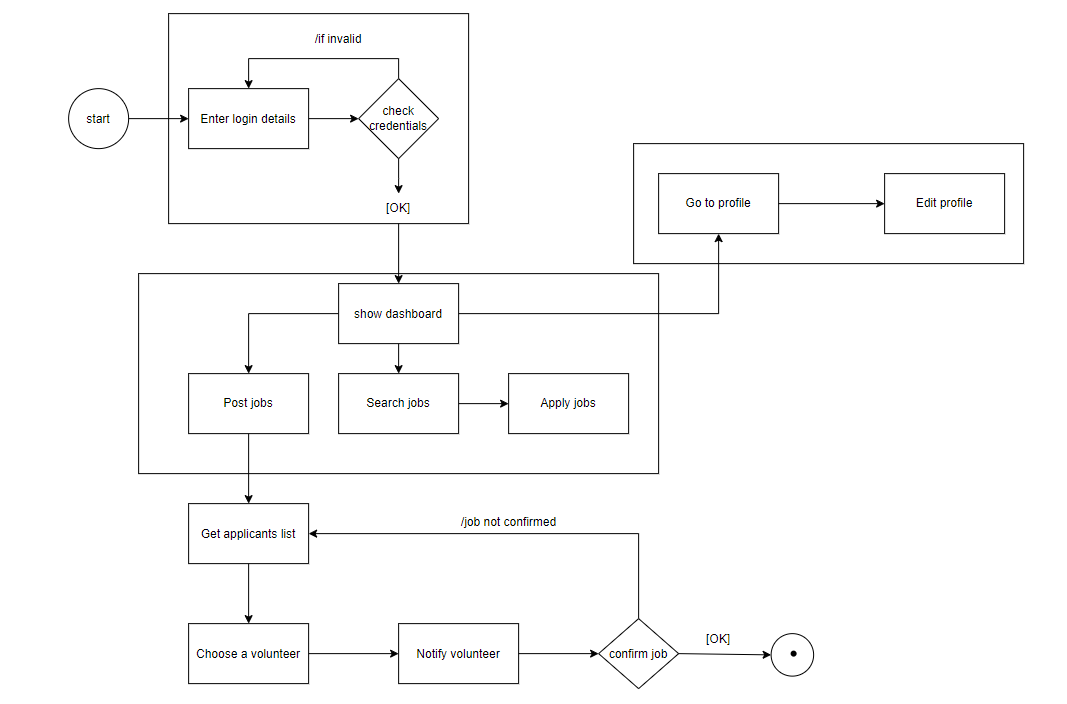 /if invalid
start
Enter login details
check
credentials
[OK]
Go to profile
Edit profile
show dashboard
Post jobs
Search jobs
Apply jobs
Get applicants list
/job not confirmed
Choose a volunteer
Notify volunteer
confirm job
[OK]